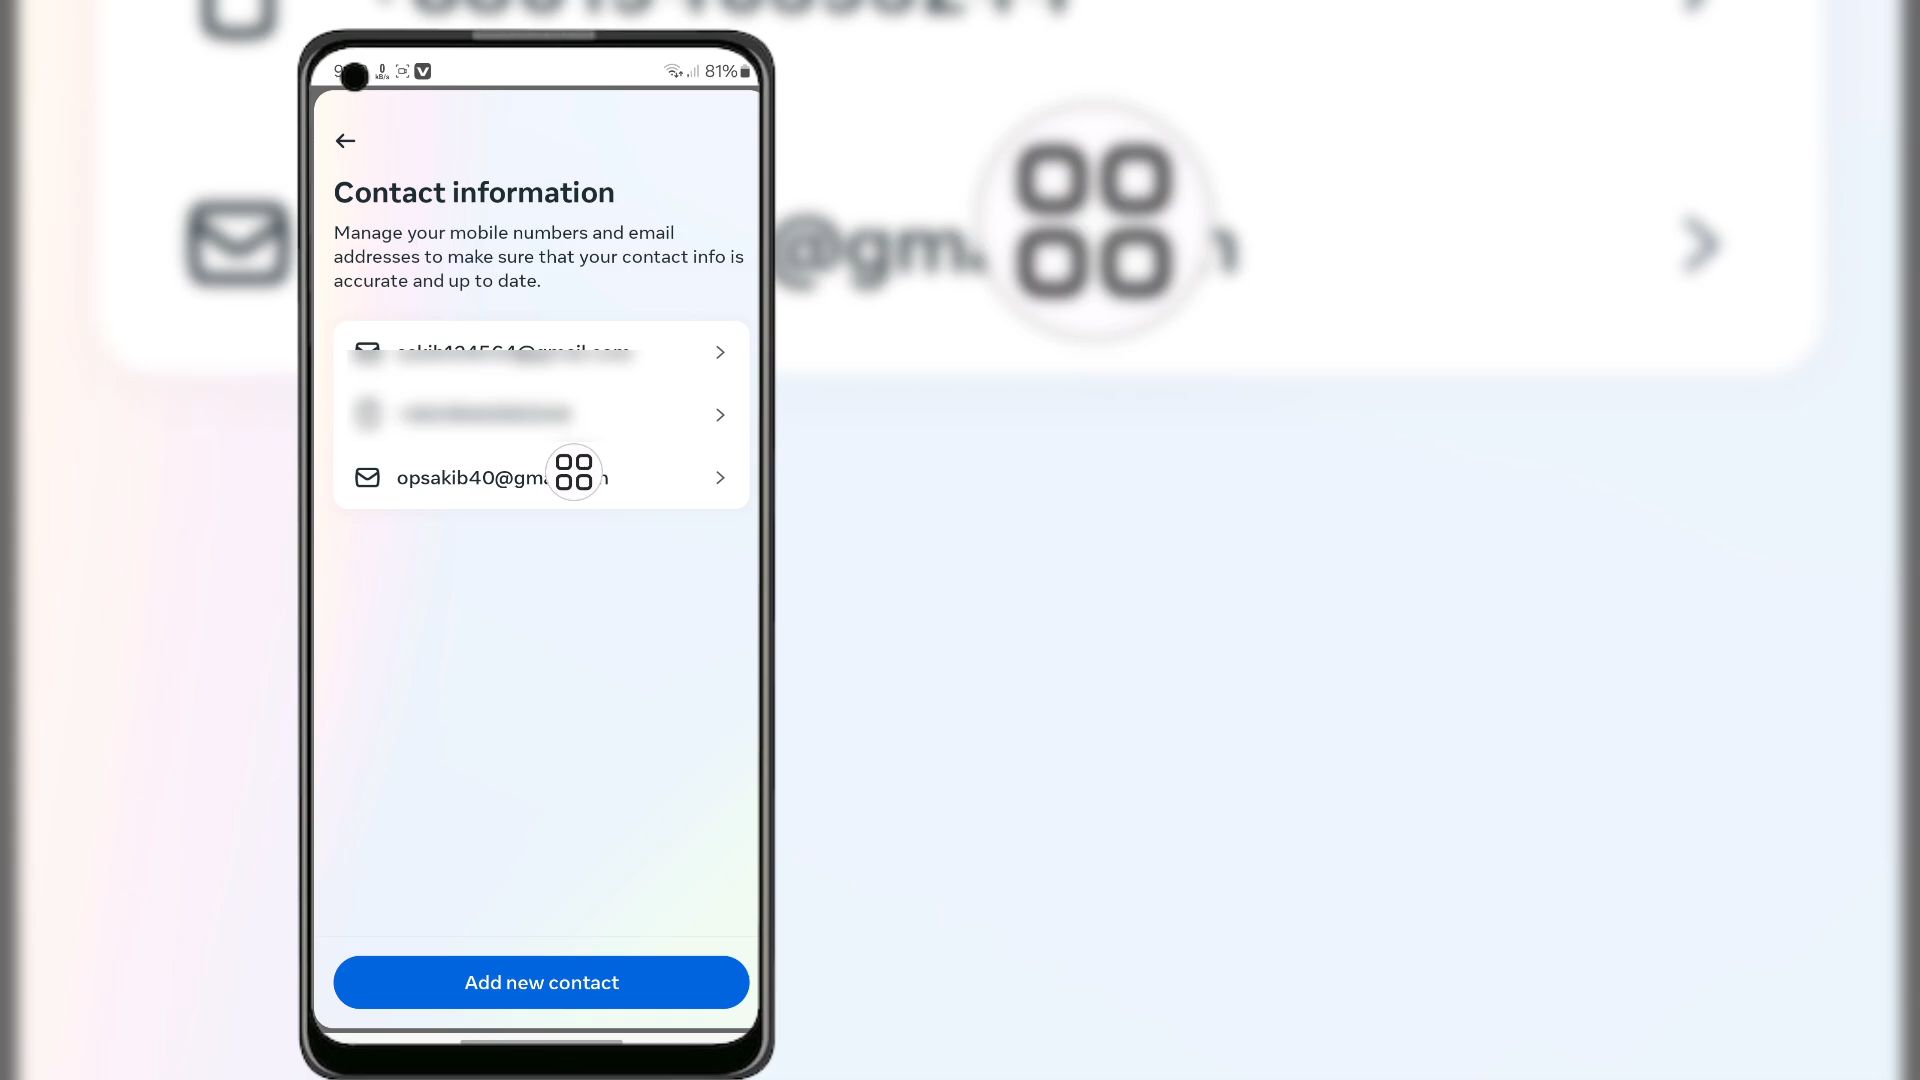 81%
Contact information
Manage your mobile numbers and email
addresses to make sure that your contact info is
accurate and up to date.
opsakib40@gma
Add new contact